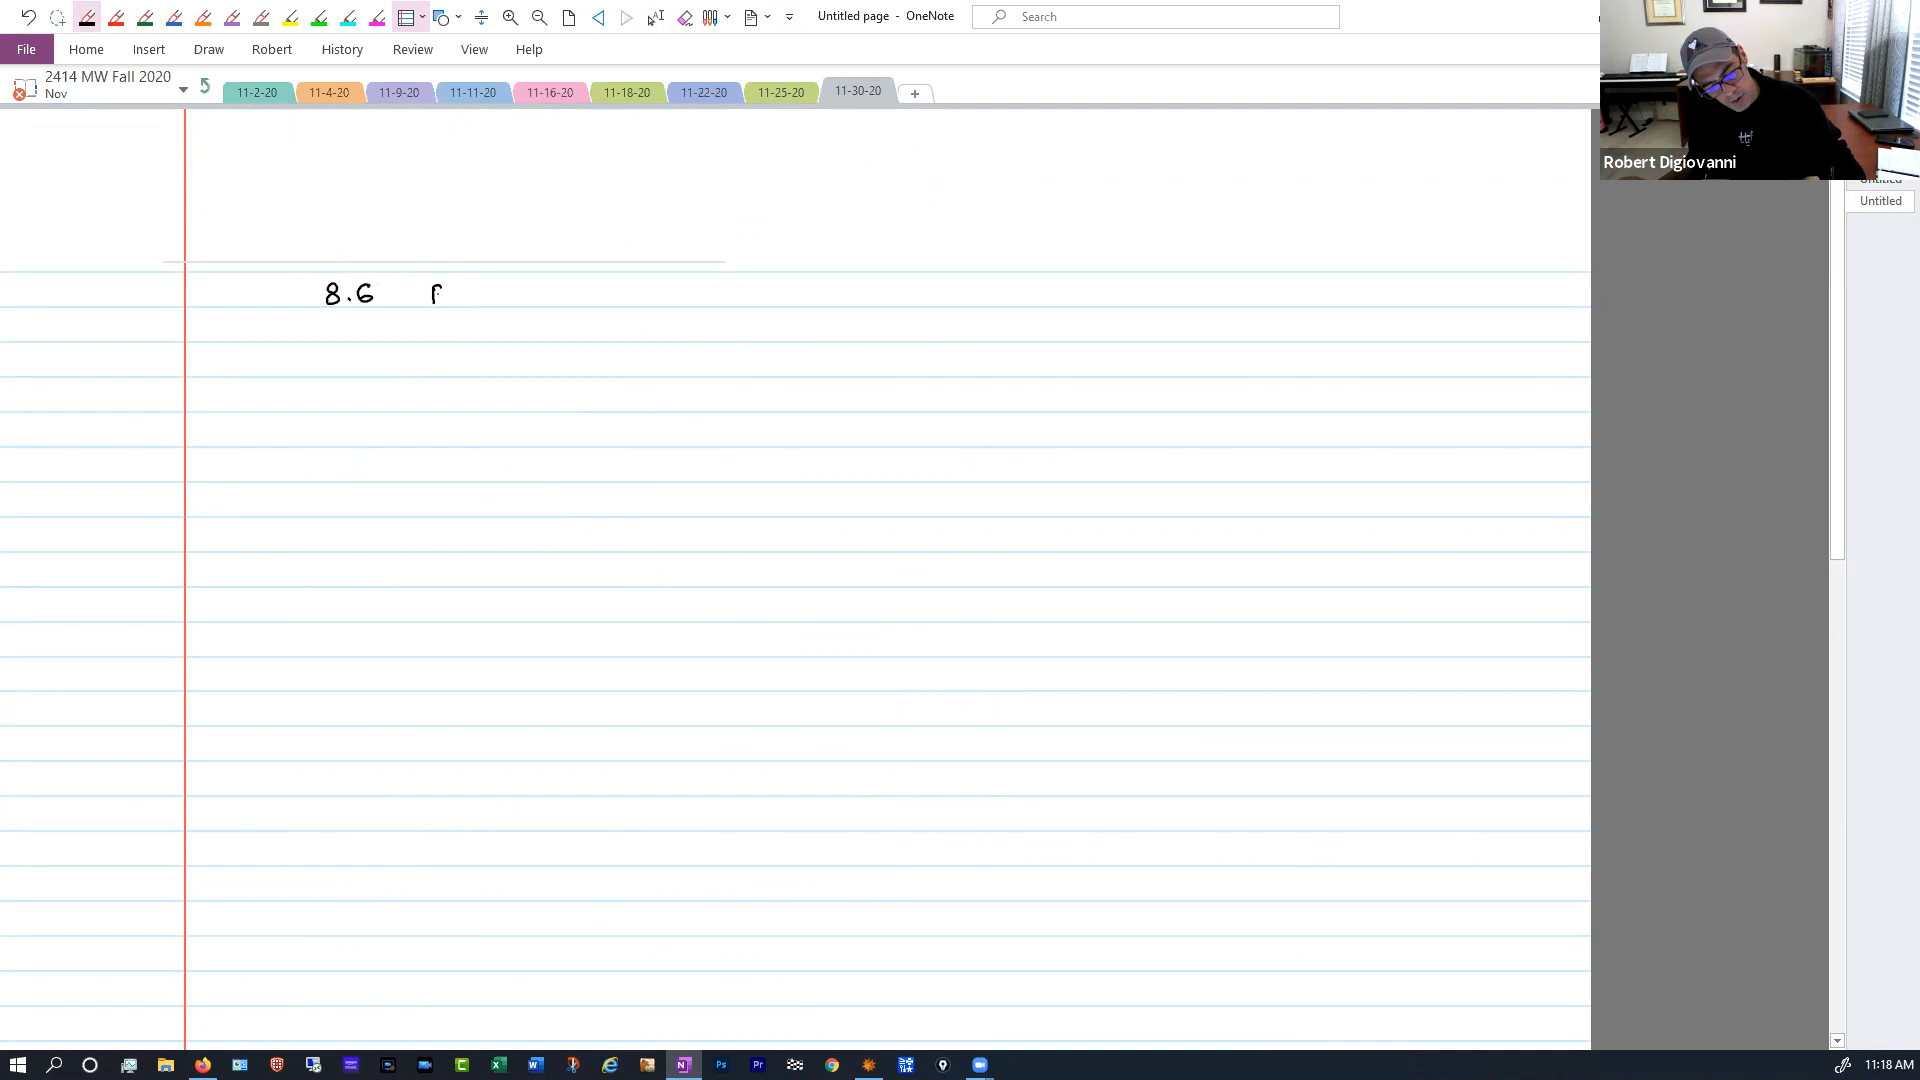 Untitled page - OneNote
Search
File Home Insert Draw Robert History Review View Help
2414 MW Fall 2020
Nov
11-2-20 11-4-20 11-9-20 11-11-20 11-16-20 11-18-20 11-22-20 11-25-20 11-30-20
Robert Digiovanni
Untitled
Untitled
8.6
11:18 AM